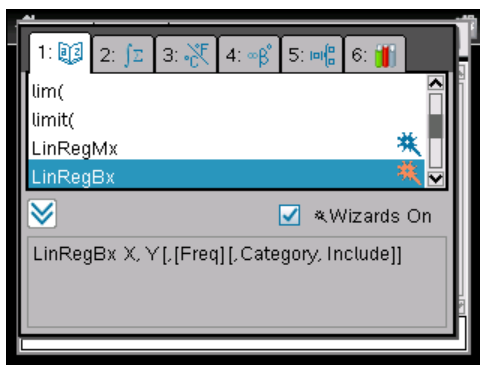 1: 2: ∫Σ 3: °C°F 4: ∞β° 5: 6:
lim(
limit(
LinRegMx
LinRegBx
Wizards On
LinRegBx X, Y[,[Freq][,Category, Include]]